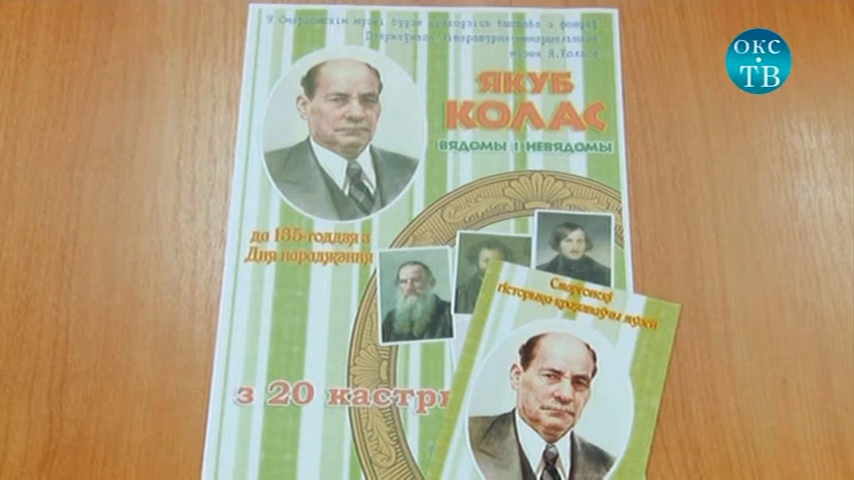 У Смаргонскім музеі будзе праходзіць выстава з фондаў
Дзяржаўнага літаратурна-мемарыяльнага
музея Я.Коласа
ЯКУБ
КОЛАС
ВЯДОМЫ І НЕВЯДОМЫ
да 135-годдзя з
Дня нараджэння
з 20 кастры
Смаргонскі
гісторыка-краязнаўчы музей
ОКС
ТВ